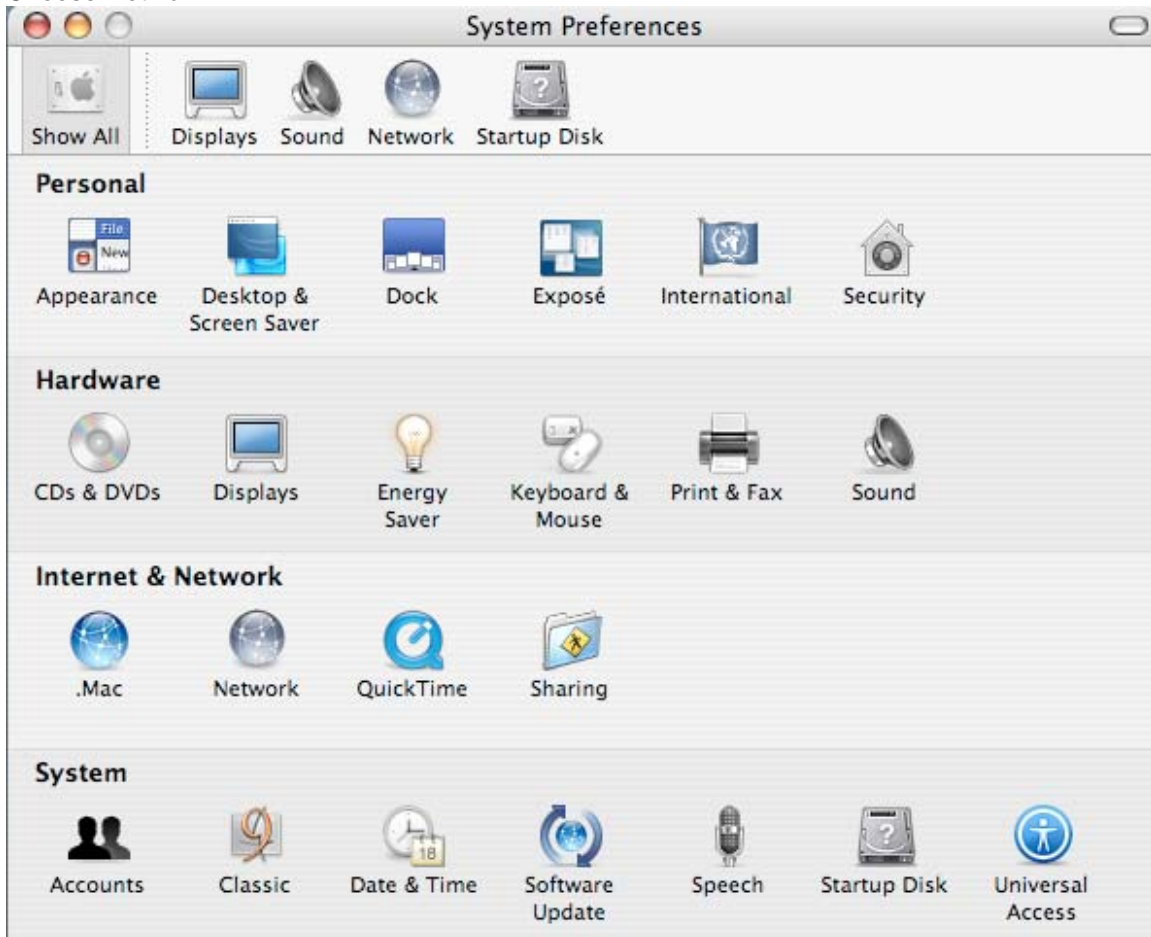 System Preferences
Show All Displays Sound Network Startup Disk
Personal
File
New
Appearance Desktop & Screen Saver Dock Exposé International Security
Hardware
CDs & DVDs Displays Energy Saver Keyboard & Mouse Print & Fax Sound
Internet & Network
.Mac Network QuickTime Sharing
System
18
Accounts Classic Date & Time Software Update Speech Startup Disk Universal Access